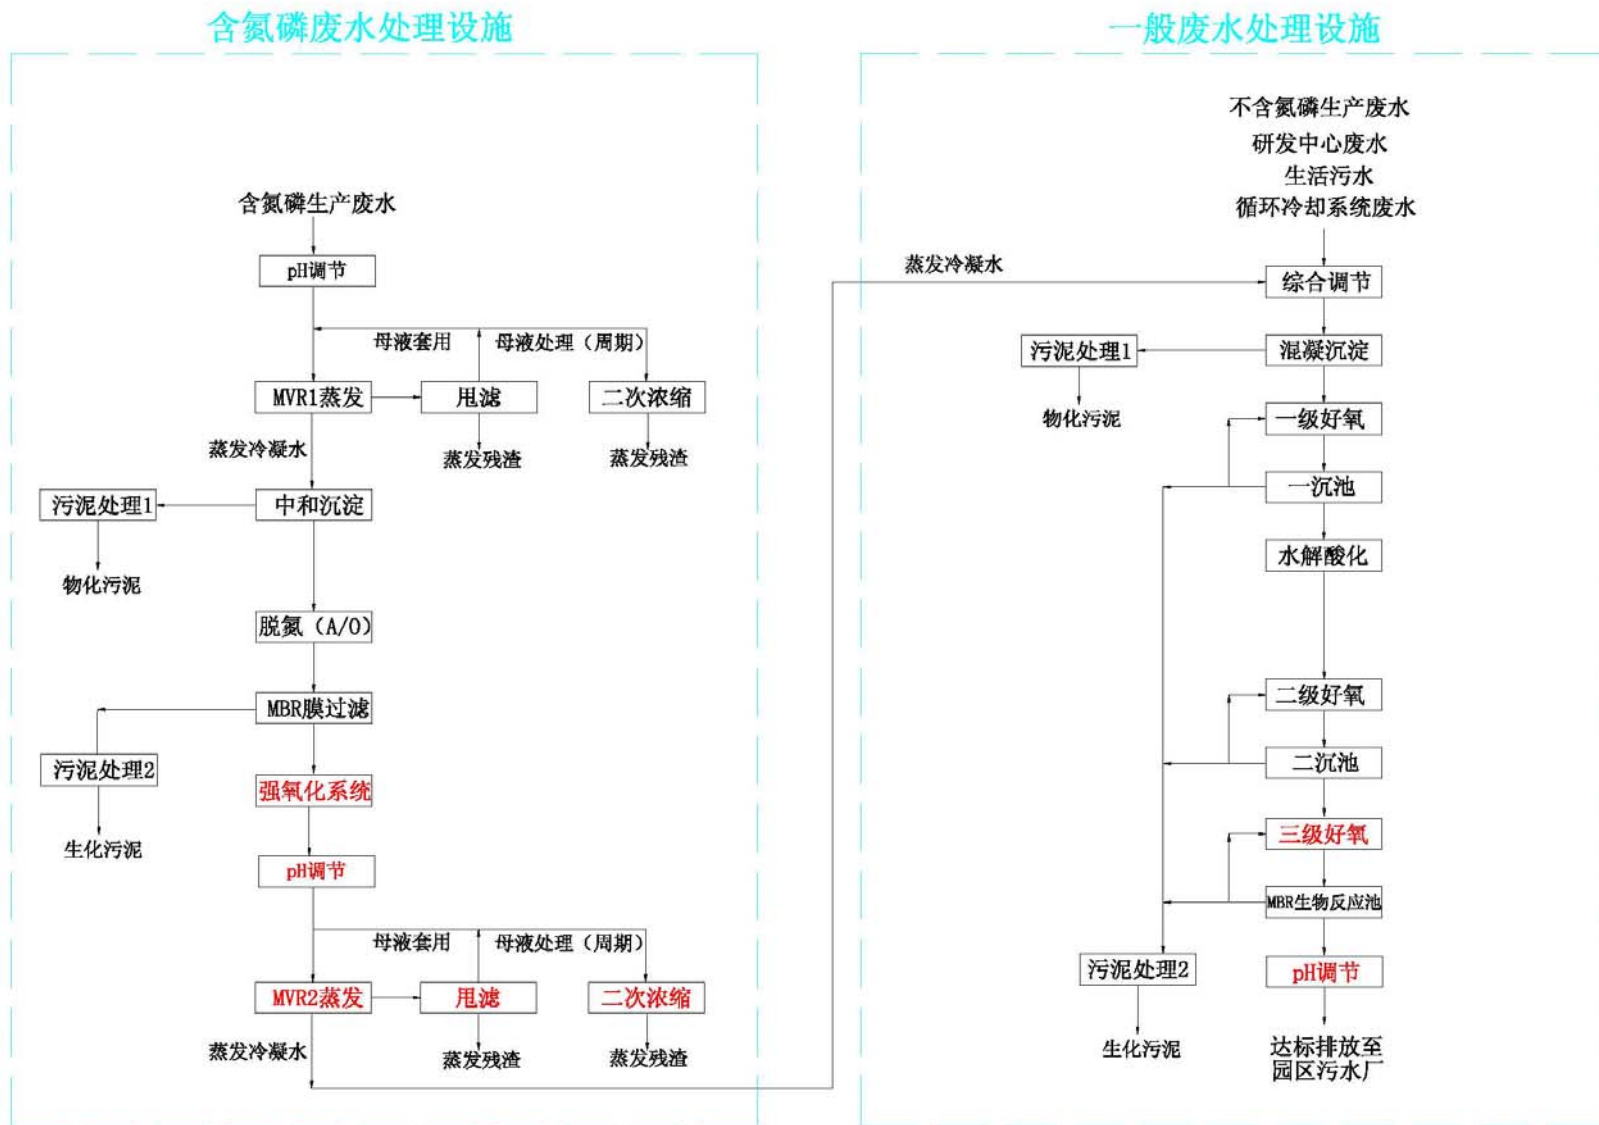 含氮磷废水处理设施
含氮磷生产废水
pH调节
母液套用
母液处理（周期）
MVR1蒸发
甩滤
二次浓缩
蒸发冷凝水
蒸发残渣
蒸发残渣
污泥处理1
中和沉淀
物化污泥
脱氮（A/O）
MBR膜过滤
污泥处理2
强氧化系统
生化污泥
pH调节
母液套用
母液处理（周期）
MVR2蒸发
甩滤
二次浓缩
蒸发冷凝水
蒸发残渣
蒸发残渣
一般废水处理设施
不含氮磷生产废水
研发中心废水
生活污水
循环冷却系统废水
蒸发冷凝水
综合调节
污泥处理1
混凝沉淀
物化污泥
一级好氧
一沉池
水解酸化
二级好氧
二沉池
三级好氧
MBR生物反应池
污泥处理2
pH调节
生化污泥
达标排放至
园区污水厂